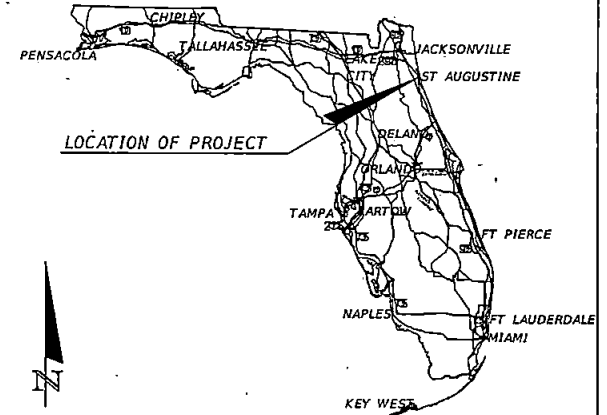 CHIPLEY
PENSACOLA
TALLAHASSEE
LAKE
CITY
JACKSONVILLE
ST AUGUSTINE
LOCATION OF PROJECT
DELAND
ORLANDO
TAMPA
BARTOW
FT PIERCE
NAPLES
FT LAUDERDALE
MIAMI
N
KEY WEST